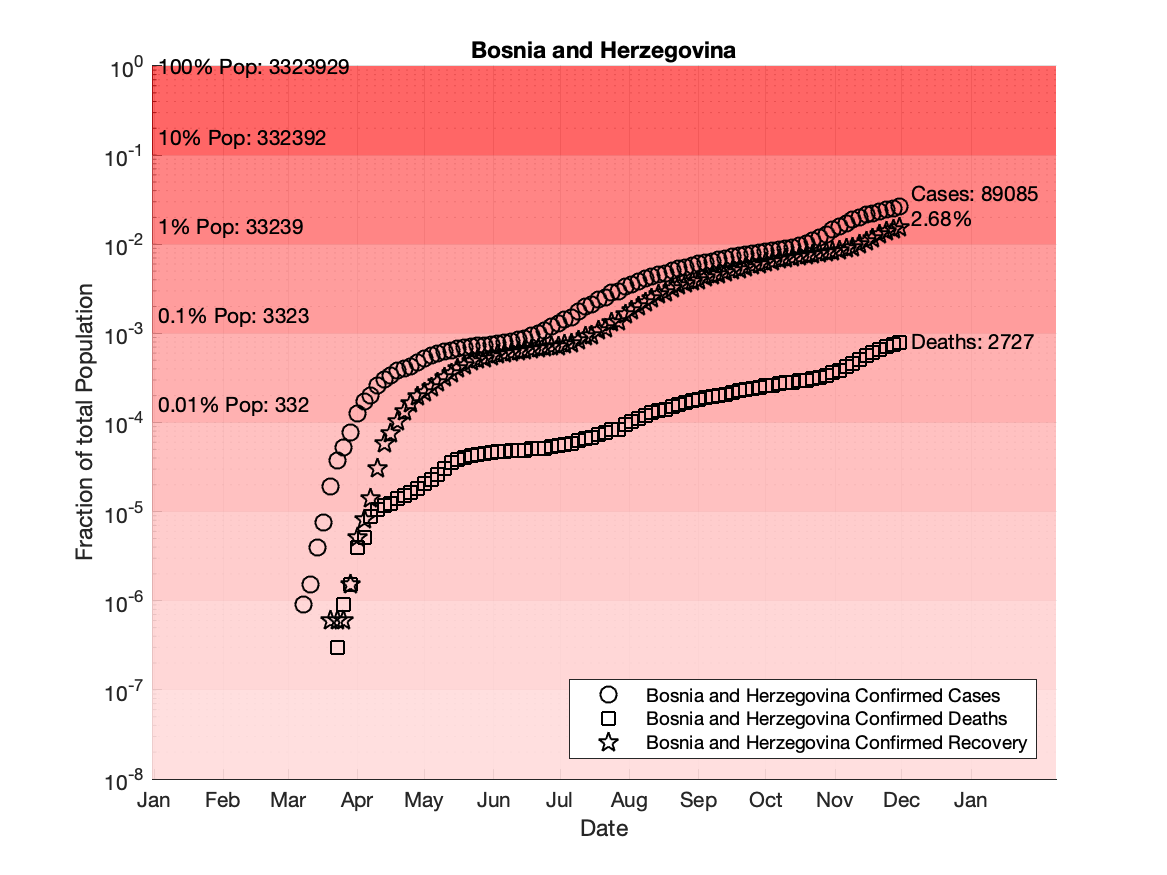 Bosnia and Herzegovina
10^0
100% Pop: 3323929
10% Pop: 332392
10^-1
Cases: 89085
2.68%
1% Pop: 33239
10^-2
0.1% Pop: 3323
10^-3
Deaths: 2727
0.01% Pop: 332
10^-4
10^-5
10^-6
10^-7
10^-8
Fraction of total Population
Bosnia and Herzegovina Confirmed Cases
Bosnia and Herzegovina Confirmed Deaths
Bosnia and Herzegovina Confirmed Recovery
Jan Feb Mar Apr May Jun Jul Aug Sep Oct Nov Dec Jan
Date